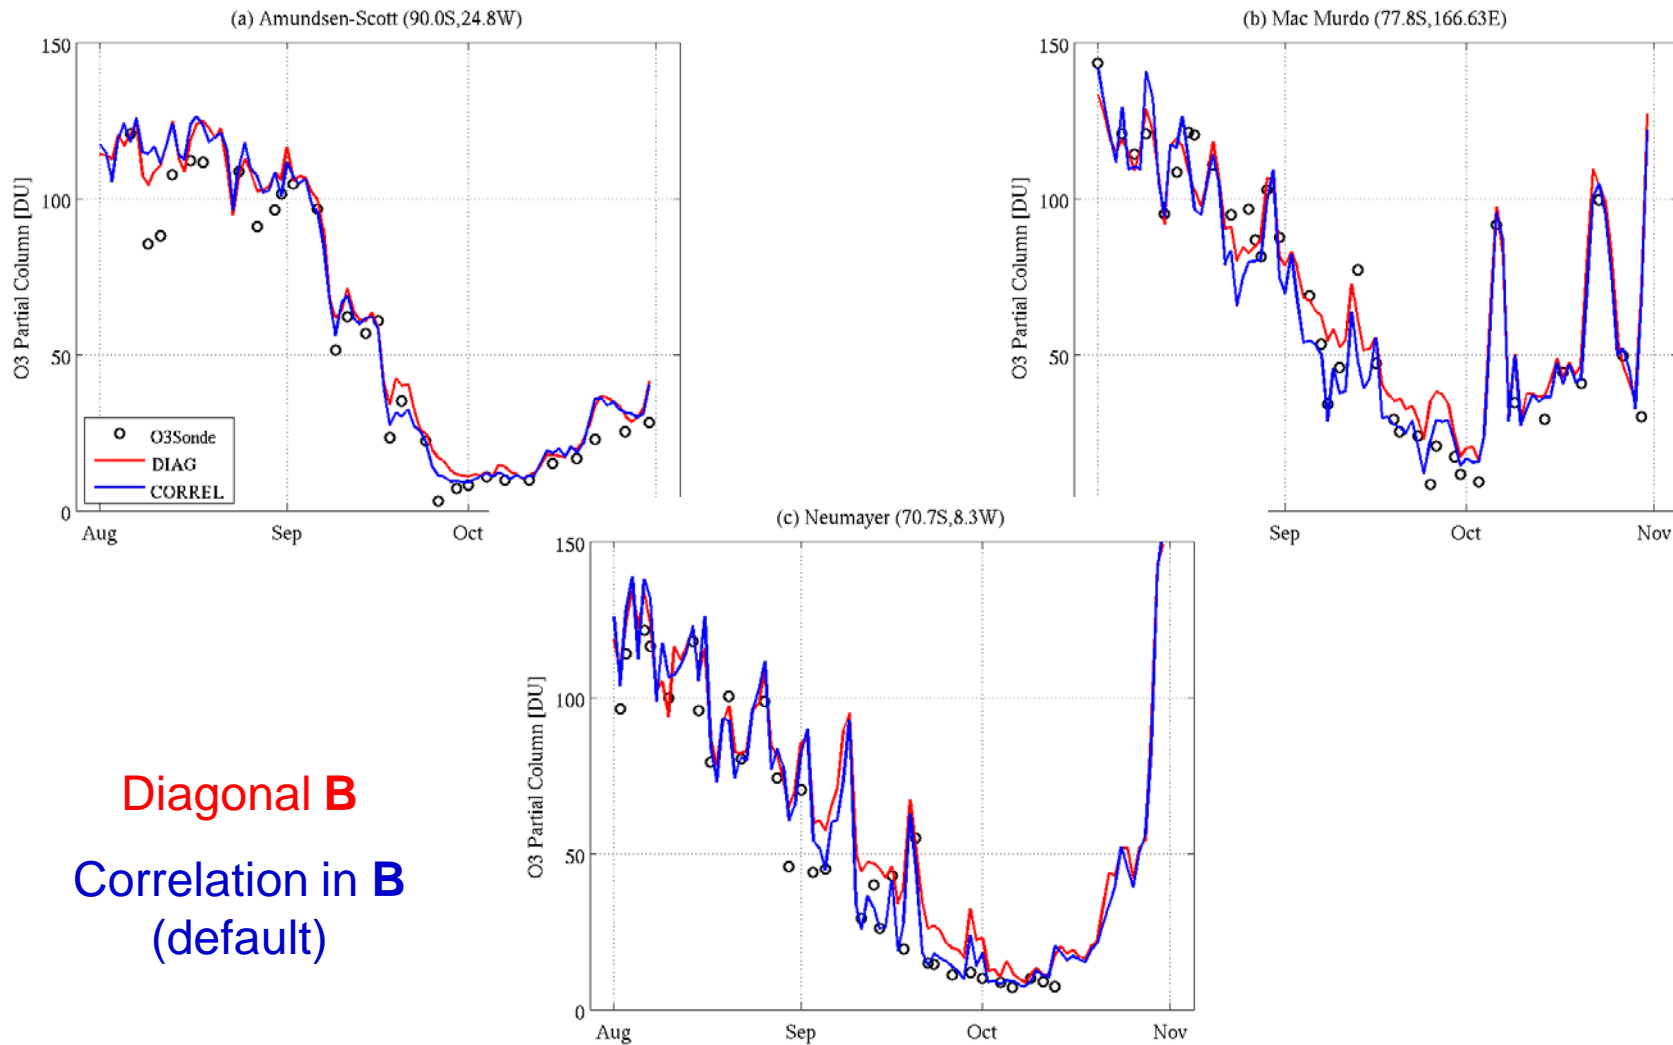 (a) Amundsen-Scott (90.0S,24.8W)
150
100
50
0
O3 Partial Column [DU]
O3Sonde
DIAG
CORREL
Aug
Sep
Oct
(b) Mac Murdo (77.8S,166.63E)
150
100
50
O3 Partial Column [DU]
Sep
Oct
Nov
(c) Neumayer (70.7S,8.3W)
150
100
50
0
O3 Partial Column [DU]
Aug
Sep
Oct
Nov
Diagonal B
Correlation in B
(default)